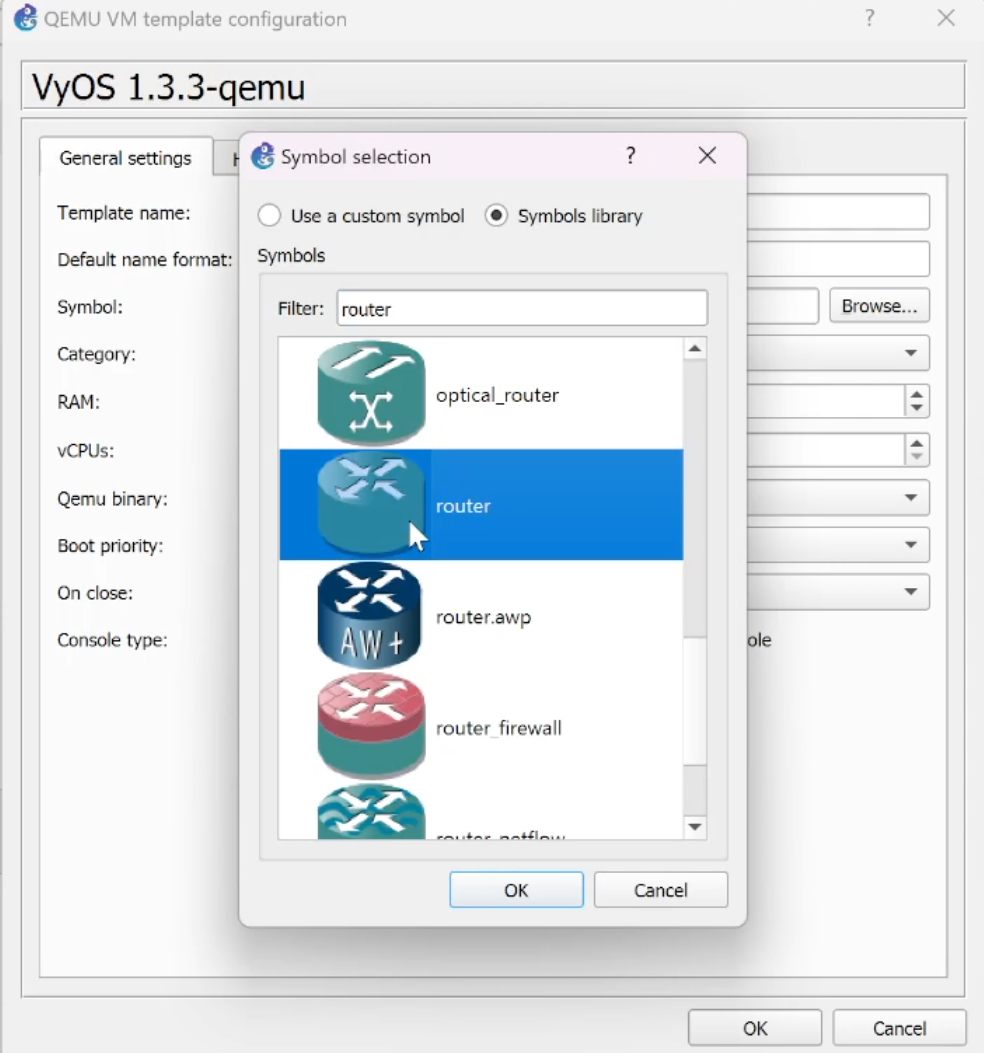 QEMU VM template configuration
?
VyOS 1.3.3-qemu
General settings
Symbol selection
?
Use a custom symbol
Symbols library
Template name:
Symbols
Default name format:
Symbol:
Filter: router
Browse...
Category:
optical_router
RAM:
vCPUs:
Qemu binary:
router
Boot priority:
On close:
router.awp
AW+
Console type:
ole
router_firewall
router_netflow
OK
Cancel
OK
Cancel